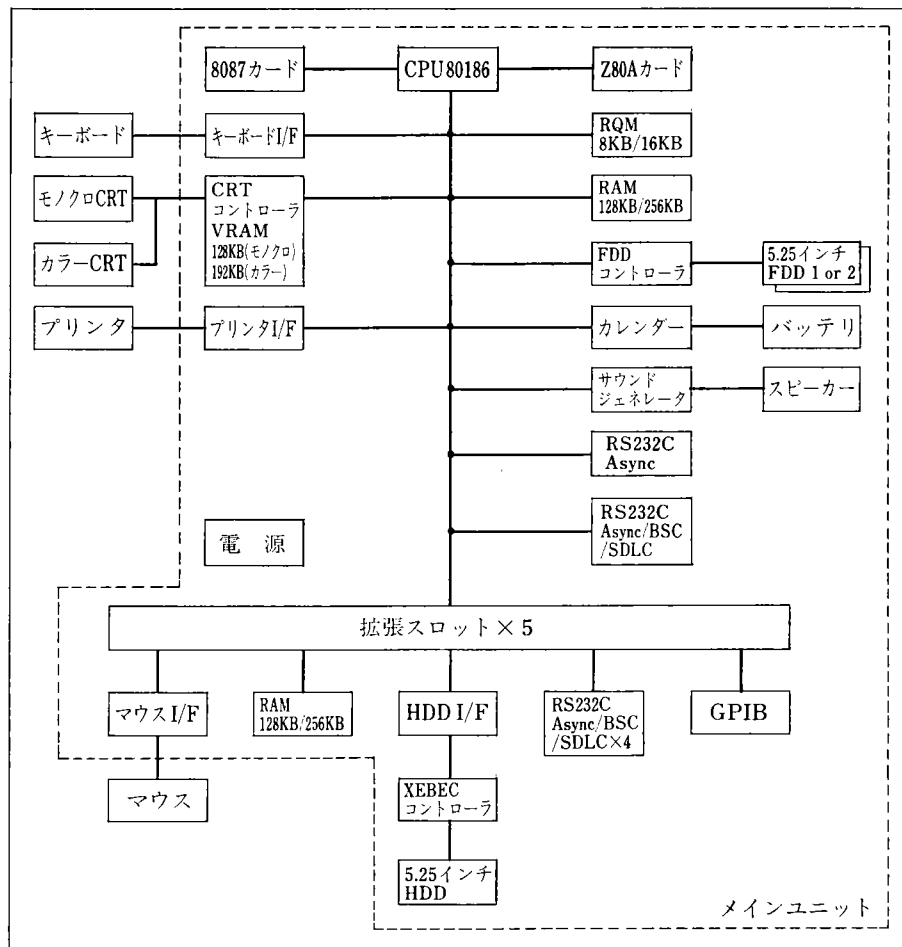 8087カード
CPU80186
Z80Aカード
キーボード
キーボードI/F
RQM
8KB/16KB
モノクロCRT
CRT
コントローラ
VRAM
128KB(モノクロ)
192KB(カラー)
RAM
128KB/256KB
カラーCRT
FDD
コントローラ
5.25インチ
FDD 1 or 2
プリンタ
プリンタI/F
カレンダー
バッテリ
サウンド
ジェネレータ
スピーカー
RS232C
Async
電 源
RS232C
Async/BSC
/SDLC
拡張スロット×5
マウスI/F
RAM
128KB/256KB
HDD I/F
RS232C
Async/BSC
/SDLC×4
GPIB
マウス
XEBEC
コントローラ
5.25インチ
HDD
メインユニット